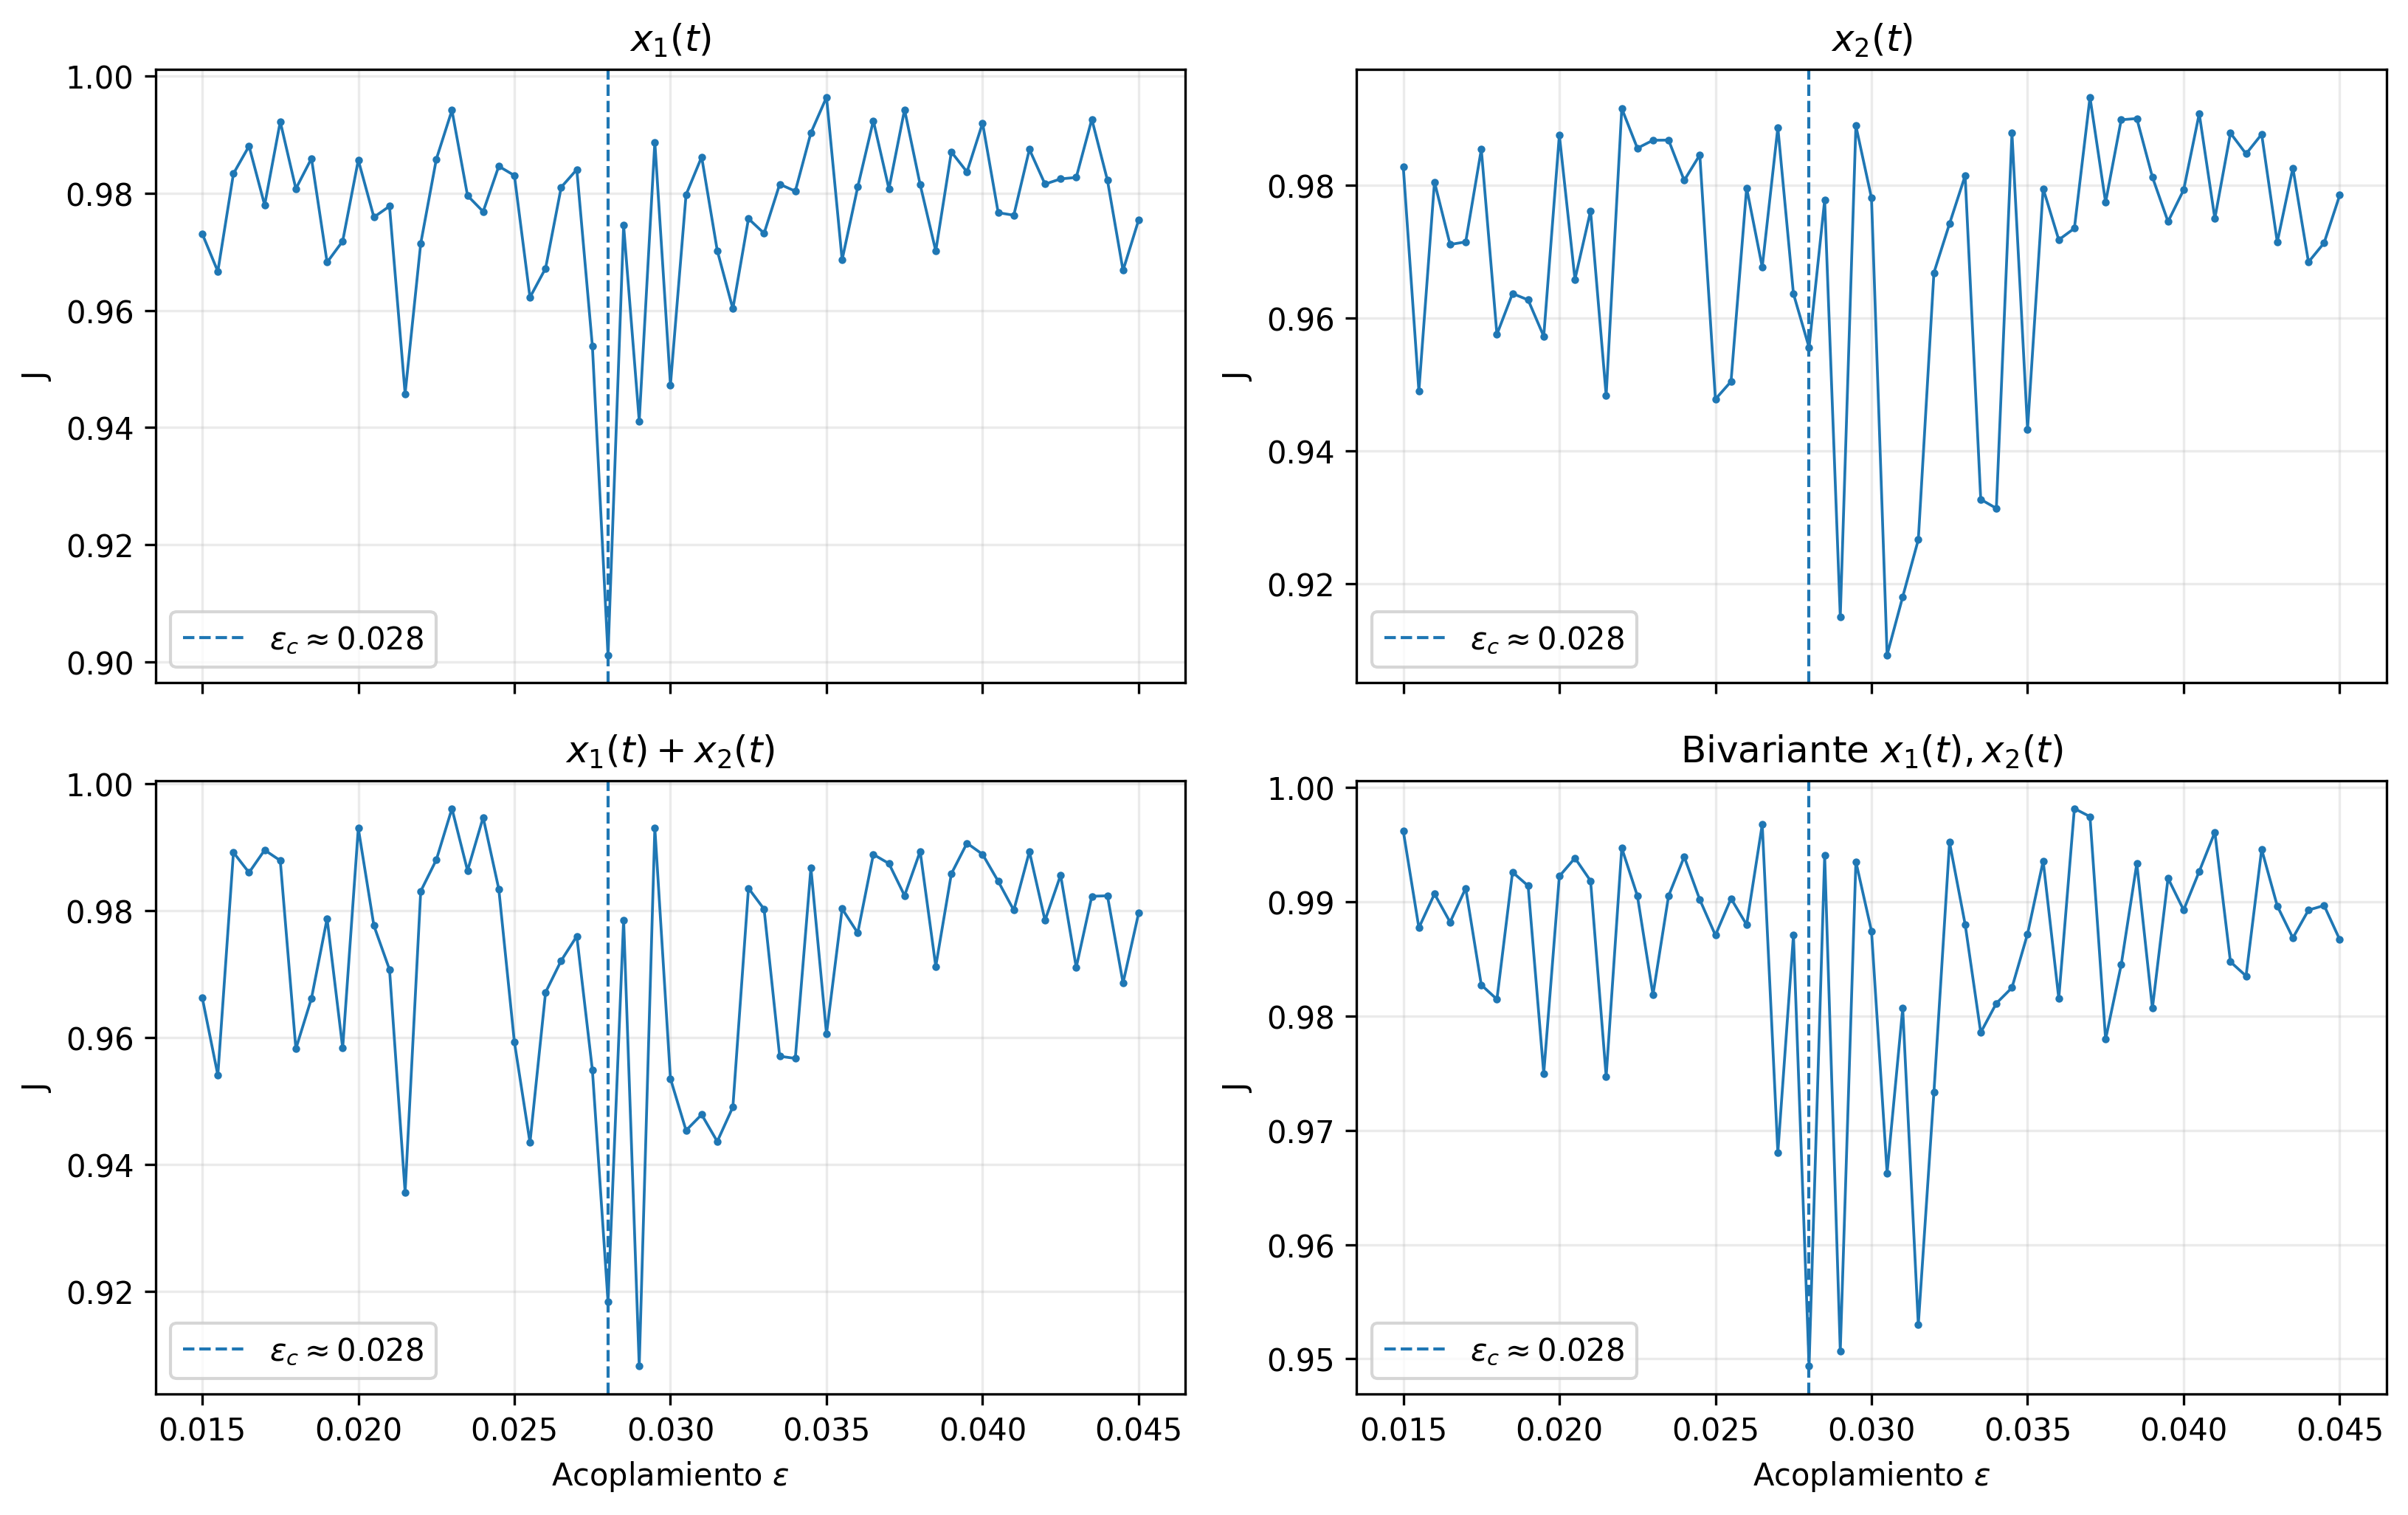 x₁(t)
1.00
0.98
0.96
0.94
0.92
0.90
J
ε_c ≈ 0.028
x₂(t)
0.98
0.96
0.94
0.92
J
ε_c ≈ 0.028
x₁(t) + x₂(t)
1.00
0.98
0.96
0.94
0.92
J
ε_c ≈ 0.028
0.015 0.020 0.025 0.030 0.035 0.040 0.045
Acoplamiento ε
Bivariante x₁(t), x₂(t)
1.00
0.99
0.98
0.97
0.96
0.95
J
ε_c ≈ 0.028
0.015 0.020 0.025 0.030 0.035 0.040 0.045
Acoplamiento ε